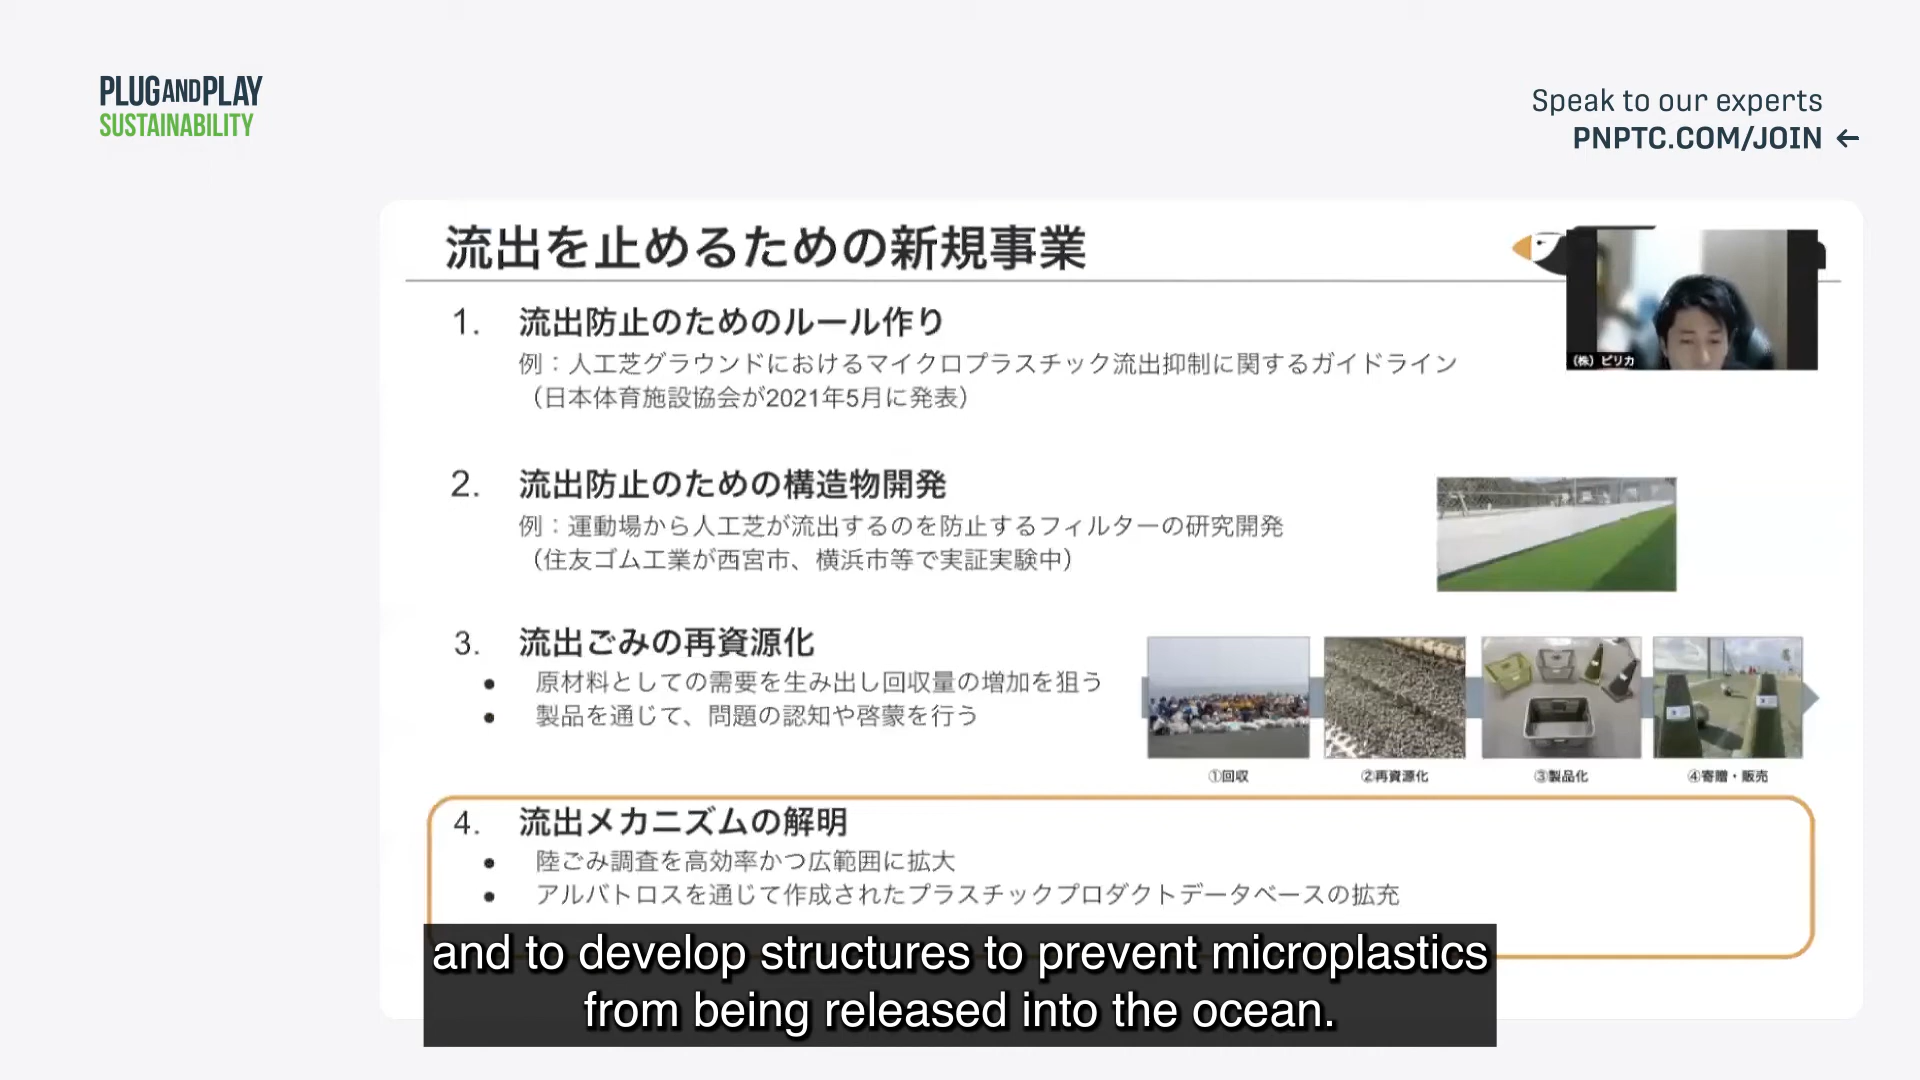 PLUGANDPLAY
SUSTAINABILITY
Speak to our experts
PNPTC.COM/JOIN ←
流出を止めるための新規事業
(株) ピリカ
1. 流出防止のためのルール作り
例：人工芝グラウンドにおけるマイクロプラスチック流出抑制に関するガイドライン
（日本体育施設協会が2021年5月に発表）
2. 流出防止のための構造物開発
例：運動場から人工芝が流出するのを防止するフィルターの研究開発
（住友ゴム工業が西宮市、横浜市等で実証実験中）
3. 流出ごみの再資源化
● 原材料としての需要を生み出し回収量の増加を狙う
● 製品を通じて、問題の認知や啓蒙を行う
①回収
②再資源化
③製品化
④寄贈・販売
4. 流出メカニズムの解明
● 陸ごみ調査を高効率かつ広範囲に拡大
● アルバトロスを通じて作成されたプラスチックプロダクトデータベースの拡充
and to develop structures to prevent microplastics
from being released into the ocean.